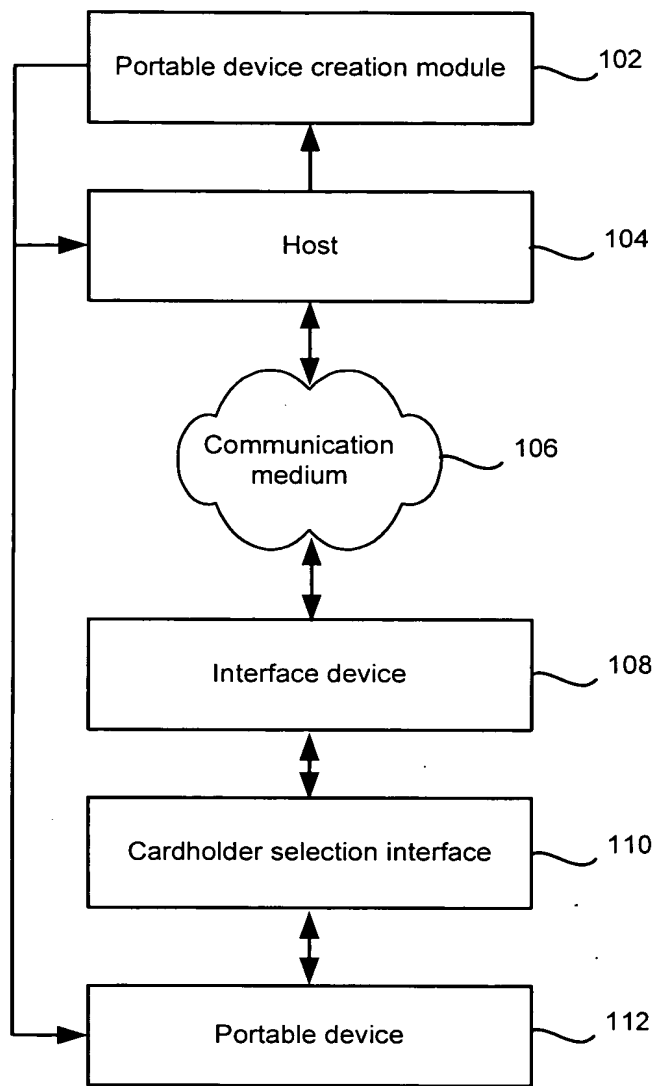 Portable device creation module
102
Host
104
Communication
medium
106
Interface device
108
Cardholder selection interface
110
Portable device
112